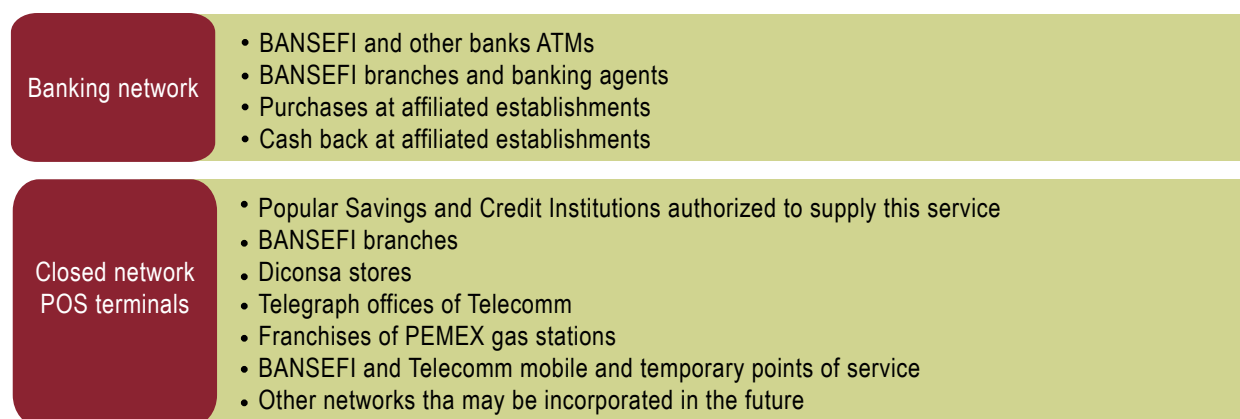 Banking network
• BANSEFI and other banks ATMs
• BANSEFI branches and banking agents
• Purchases at affiliated establishments
• Cash back at affiliated establishments
Closed network
POS terminals
• Popular Savings and Credit Institutions authorized to supply this service
• BANSEFI branches
• Diconsa stores
• Telegraph offices of Telecomm
• Franchises of PEMEX gas stations
• BANSEFI and Telecomm mobile and temporary points of service
• Other networks tha may be incorporated in the future